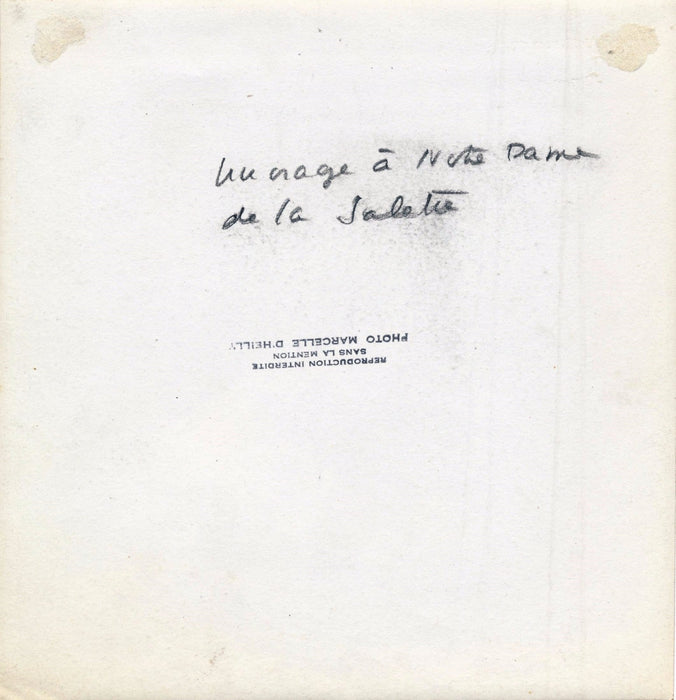 un orage à Notre Dame
de la Salette
REPRODUCTION INTERDITE
SANS LA MENTION
PHOTO MARCELLE D'HEILLY